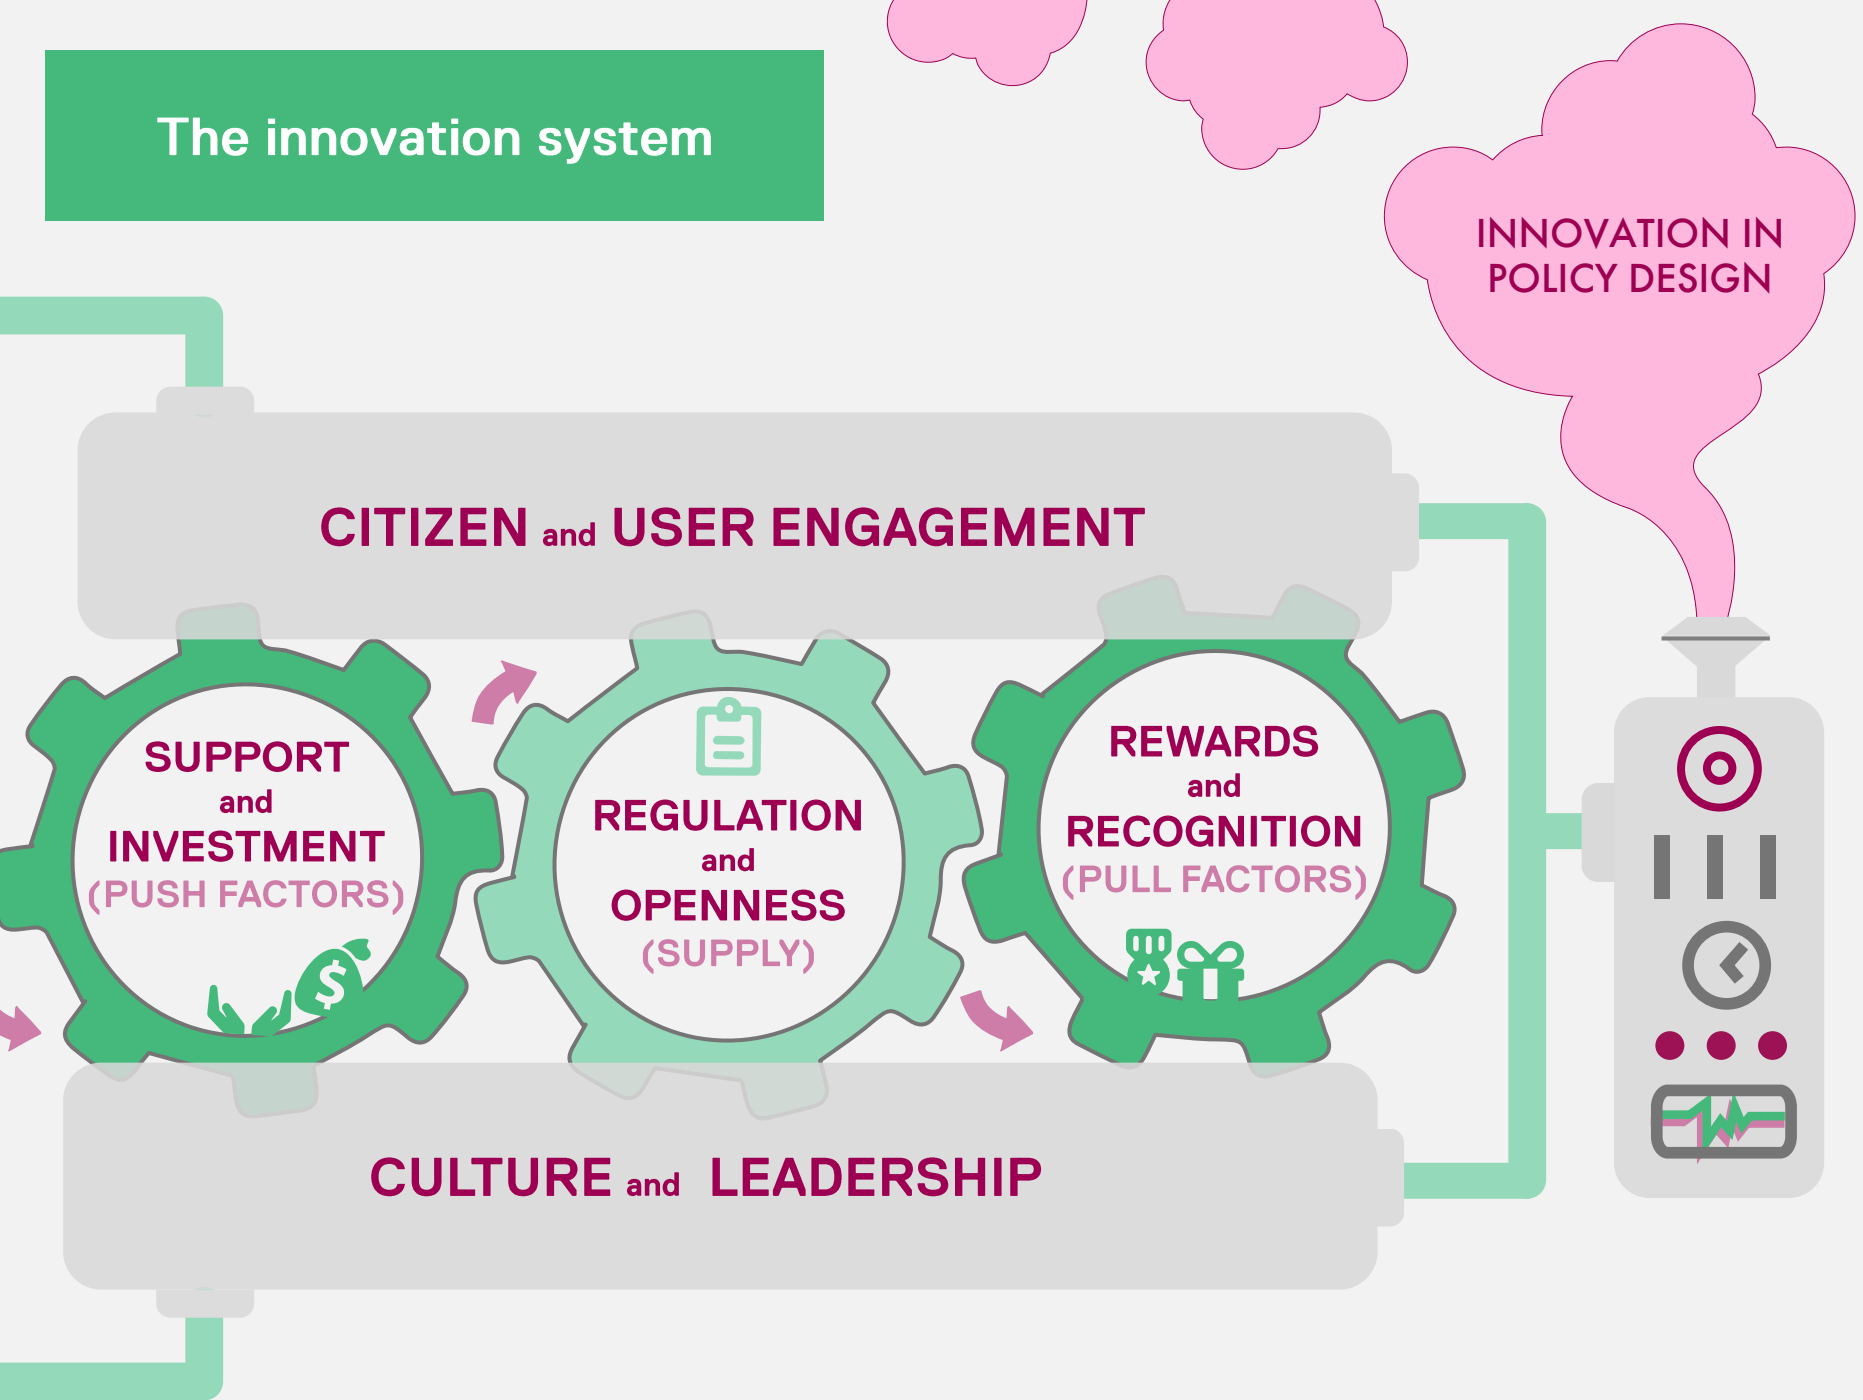 The innovation system
INNOVATION IN
POLICY DESIGN
CITIZEN and USER ENGAGEMENT
SUPPORT
and
INVESTMENT
(PUSH FACTORS)
$
REGULATION
and
OPENNESS
(SUPPLY)
REWARDS
and
RECOGNITION
(PULL FACTORS)
CULTURE and LEADERSHIP